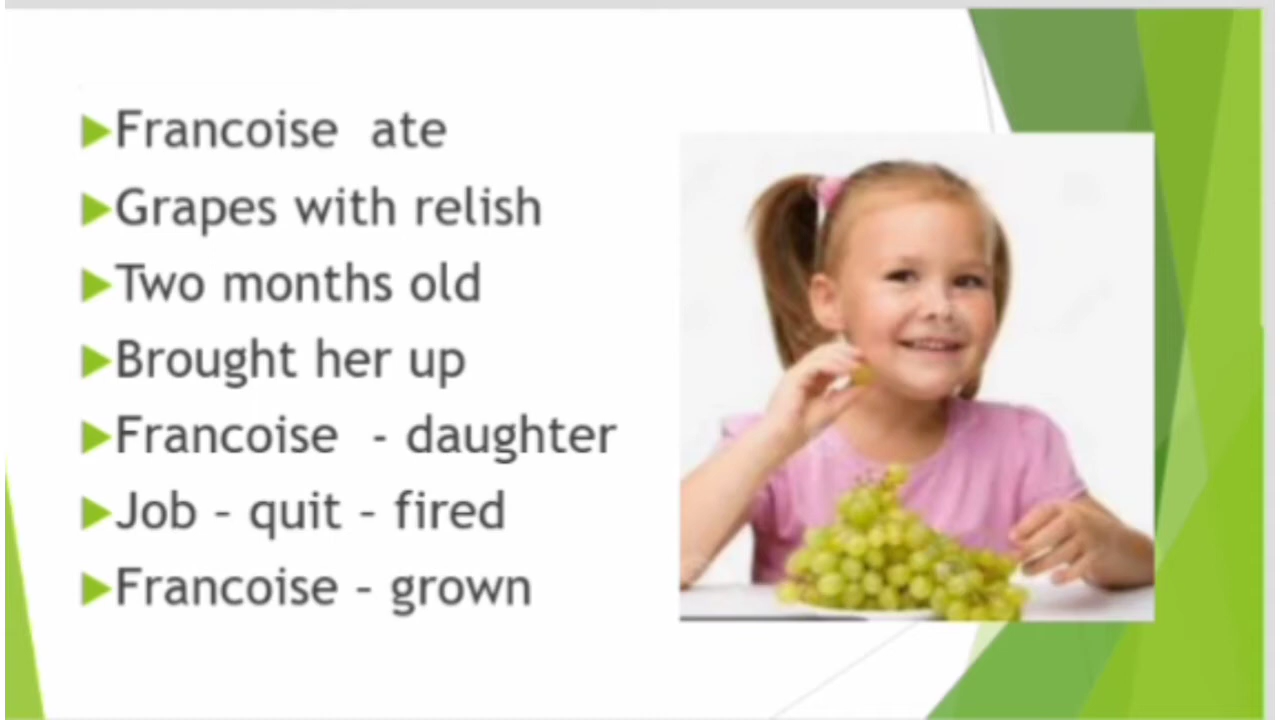 Francoise ate
Grapes with relish
Two months old
Brought her up
Francoise - daughter
Job – quit – fired
Francoise – grown